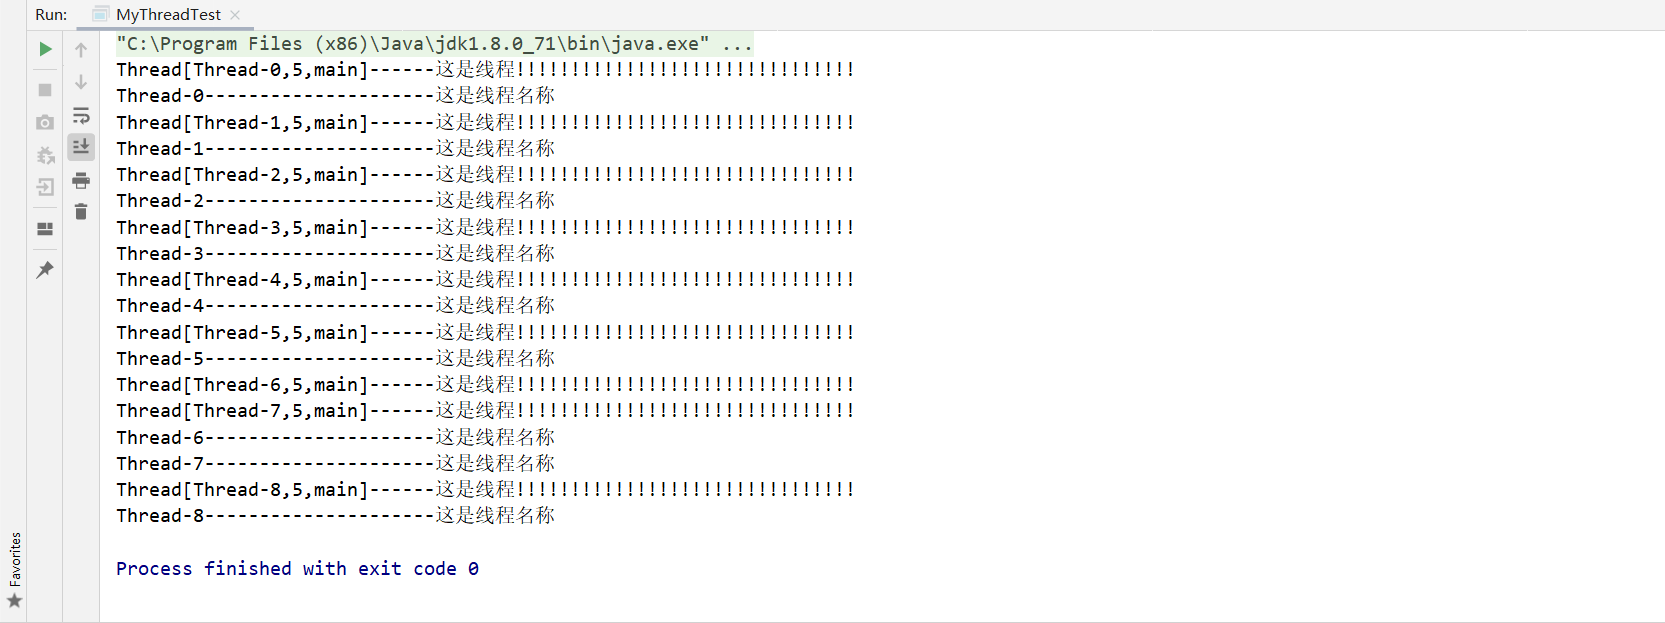 Run: MyThreadTest
"C:\Program Files (x86)\Java\jdk1.8.0_71\bin\java.exe" ...
Thread[Thread-0,5,main]------这是线程!!!!!!!!!!!!!!!!!!!!!!!!!!!!!!!
Thread-0---------------------这是线程名称
Thread[Thread-1,5,main]------这是线程!!!!!!!!!!!!!!!!!!!!!!!!!!!!!!!
Thread-1---------------------这是线程名称
Thread[Thread-2,5,main]------这是线程!!!!!!!!!!!!!!!!!!!!!!!!!!!!!!!
Thread-2---------------------这是线程名称
Thread[Thread-3,5,main]------这是线程!!!!!!!!!!!!!!!!!!!!!!!!!!!!!!!
Thread-3---------------------这是线程名称
Thread[Thread-4,5,main]------这是线程!!!!!!!!!!!!!!!!!!!!!!!!!!!!!!!
Thread-4---------------------这是线程名称
Thread[Thread-5,5,main]------这是线程!!!!!!!!!!!!!!!!!!!!!!!!!!!!!!!
Thread-5---------------------这是线程名称
Thread[Thread-6,5,main]------这是线程!!!!!!!!!!!!!!!!!!!!!!!!!!!!!!!
Thread[Thread-7,5,main]------这是线程!!!!!!!!!!!!!!!!!!!!!!!!!!!!!!!
Thread-6---------------------这是线程名称
Thread-7---------------------这是线程名称
Thread[Thread-8,5,main]------这是线程!!!!!!!!!!!!!!!!!!!!!!!!!!!!!!!
Thread-8---------------------这是线程名称
Process finished with exit code 0
Favorites